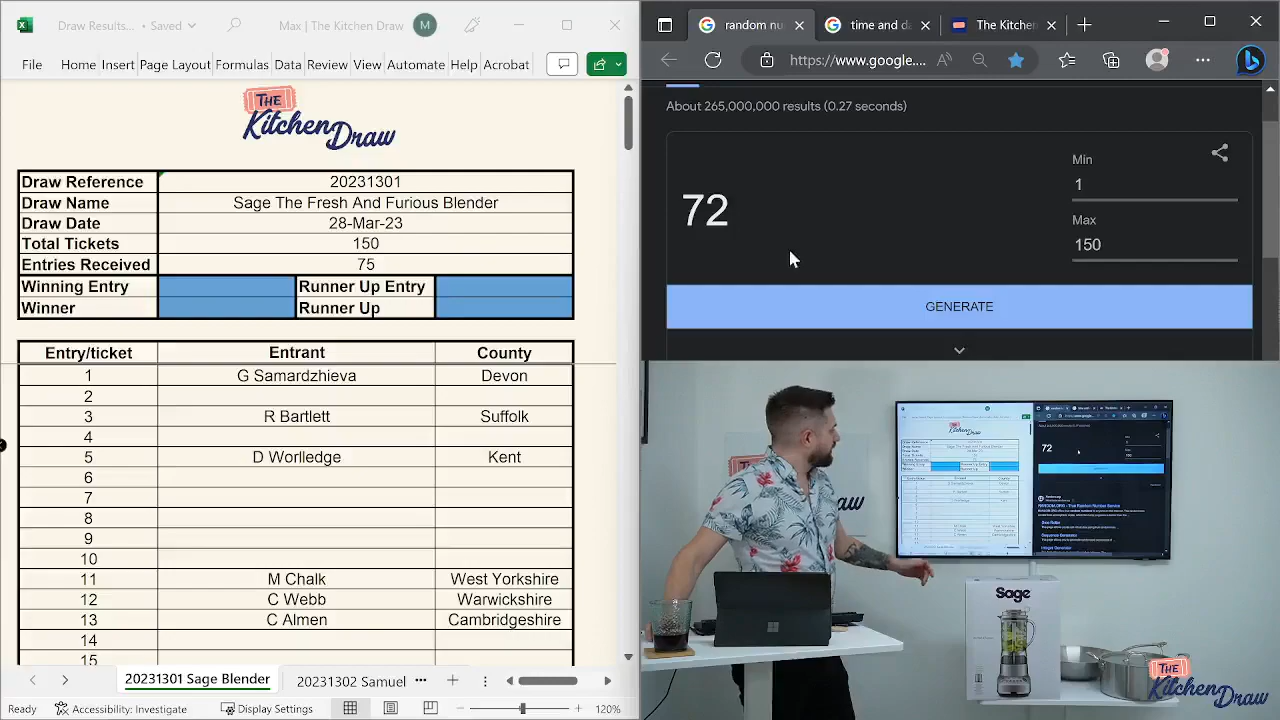 Draw Results... • Saved
Max | The Kitchen Draw
M
File Home Insert Page Layout Formulas Data Review View Automate Help Acrobat
THE
Kitchen Draw
Draw Reference 20231301
Draw Name Sage The Fresh And Furious Blender
Draw Date 28-Mar-23
Total Tickets 150
Entries Received 75
Winning Entry Runner Up Entry
Winner Runner Up
Entry/ticket Entrant County
1 G Samardzhieva Devon
2
3 R Bartlett Suffolk
4
5 D Worledge Kent
6
7
8
9
10
11 M Chalk West Yorkshire
12 C Webb Warwickshire
13 C Almen Cambridgeshire
14
15
20231301 Sage Blender 20231302 Samuel ...
Ready Accessibility: Investigate Display Settings 120%
random nu time and da The Kitchen
https://www.google....
About 265,000,000 results (0.27 seconds)
72
Min
1
Max
150
GENERATE
72
Sage
THE
Kitchen Draw